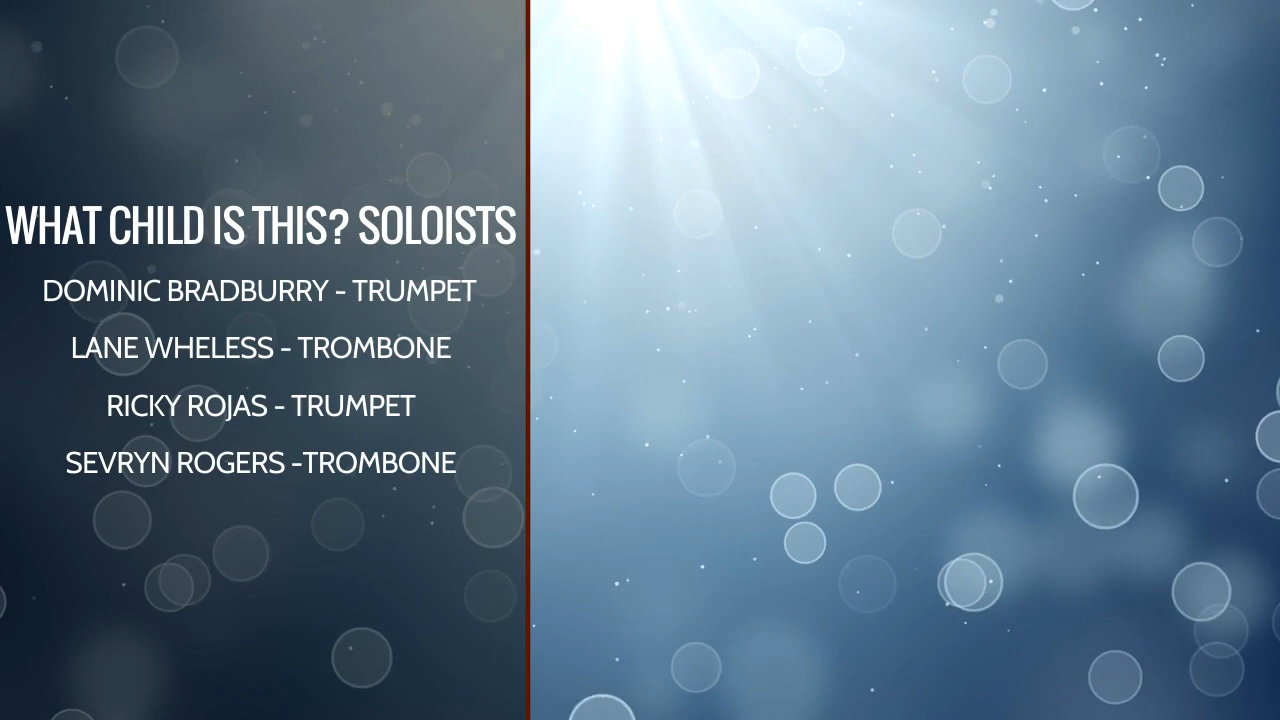 WHAT CHILD IS THIS? SOLOISTS
DOMINIC BRADBURRY - TRUMPET
LANE WHELESS - TROMBONE
RICKY ROJAS - TRUMPET
SEVRYN ROGERS -TROMBONE